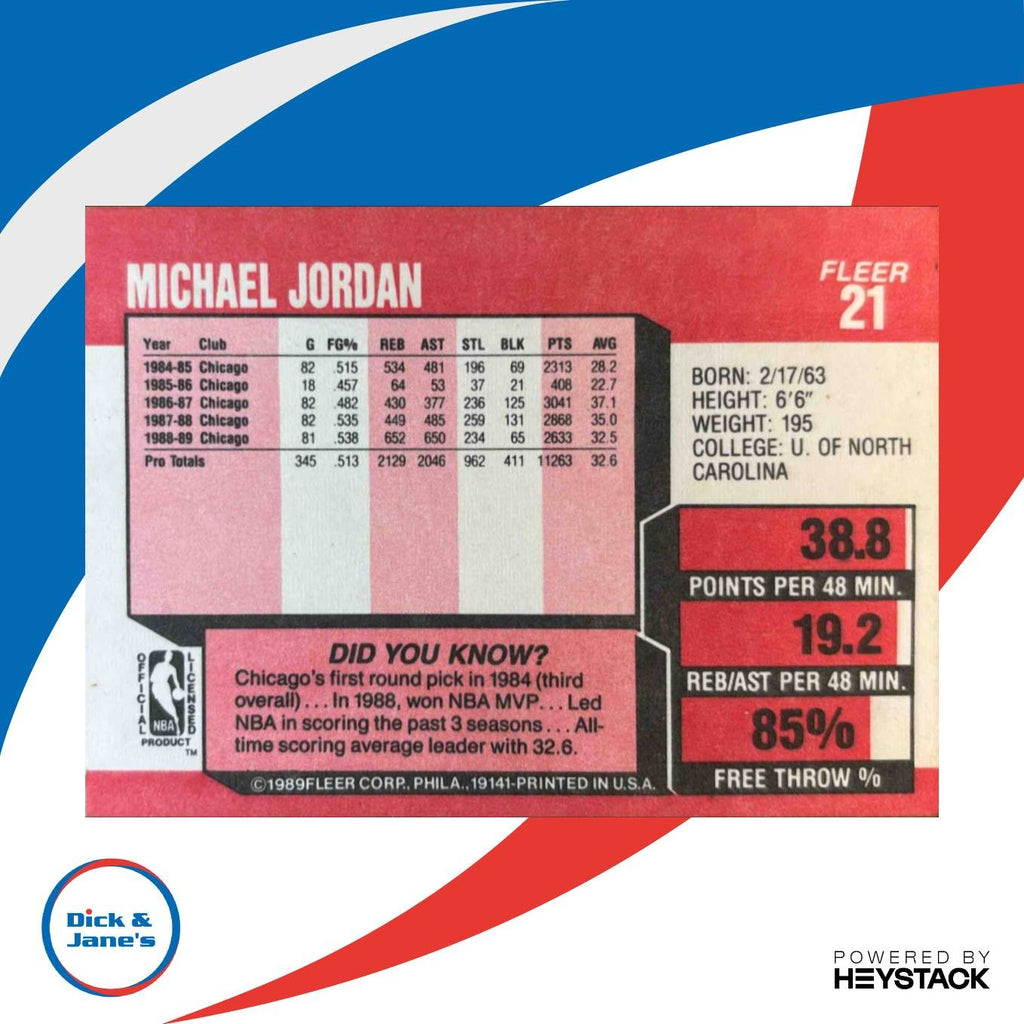 MICHAEL JORDAN
FLEER
21
Year Club G FG% REB AST STL BLK PTS AVG
1984-85 Chicago 82 .515 534 481 196 69 2313 28.2
1985-86 Chicago 18 .457 64 53 37 21 408 22.7
1986-87 Chicago 82 .482 430 377 236 125 3041 37.1
1987-88 Chicago 82 .535 449 485 259 131 2868 35.0
1988-89 Chicago 81 .538 652 650 234 65 2633 32.5
Pro Totals 345 .513 2129 2046 962 411 11263 32.6
BORN: 2/17/63
HEIGHT: 6'6"
WEIGHT: 195
COLLEGE: U. OF NORTH
CAROLINA
38.8
POINTS PER 48 MIN.
19.2
REB/AST PER 48 MIN.
85%
FREE THROW %
OFFICIAL
LICENSED
NBA
PRODUCT
TM
DID YOU KNOW?
Chicago's first round pick in 1984 (third
overall)...In 1988, won NBA MVP...Led
NBA in scoring the past 3 seasons...All-
time scoring average leader with 32.6.
©1989FLEER CORP., PHILA., 19141-PRINTED IN U.S.A.
Dick &
Jane's
POWERED BY
HEYSTACK